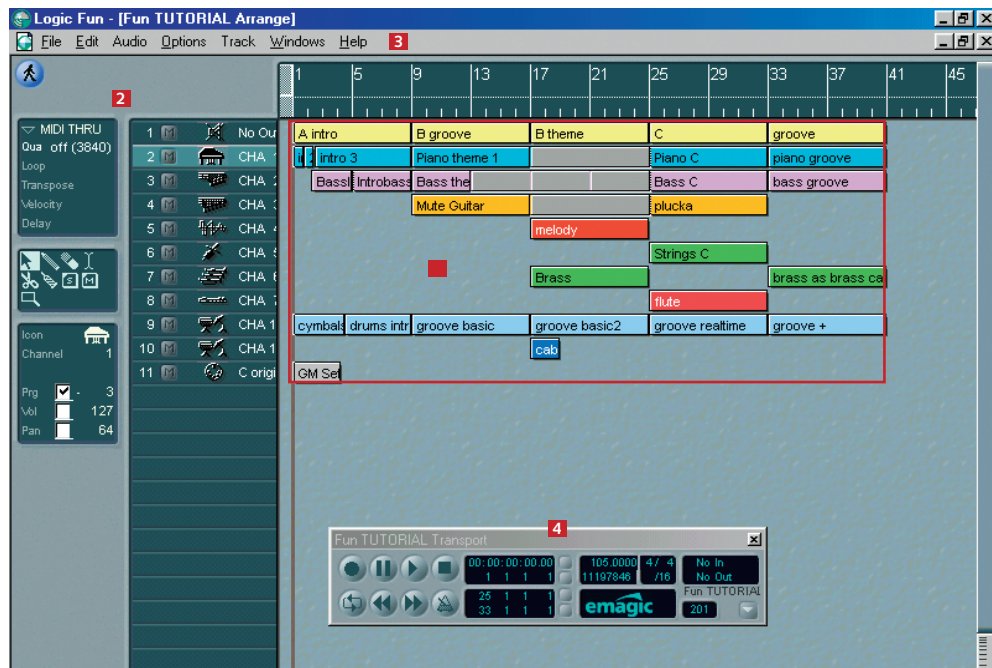 Logic Fun - [Fun TUTORIAL Arrange]
File Edit Audio Options Track Windows Help 3
1 5 9 13 17 21 25 29 33 37 41 45
2
MIDI THRU
Qua off (3840)
Loop
Transpose
Velocity
Delay
S M
Icon
Channel 1
Prg - 3
Vol 127
Pan 64
1 M No Ou A intro B groove B theme C groove
2 M CHA 1 intro 3 Piano theme 1 Piano C piano groove
3 M CHA Bassl Introbass Bass the Bass C bass groove
4 M CHA Mute Guitar plucka
5 M CHA melody
6 M CHA Strings C
7 M CHA Brass brass as brass ca
8 M CHA flute
9 M CHA 1 cymbals drums intr groove basic groove basic2 groove realtime groove +
10 M CHA 1 cab
11 M C origi GM Set
4
Fun TUTORIAL Transport
00:00:00:00.00 105.0000 4/ 4 No In
1 1 1 1 11197846 /16 No Out
25 1 1 1 Fun TUTORIAL
33 1 1 1 emagic 201